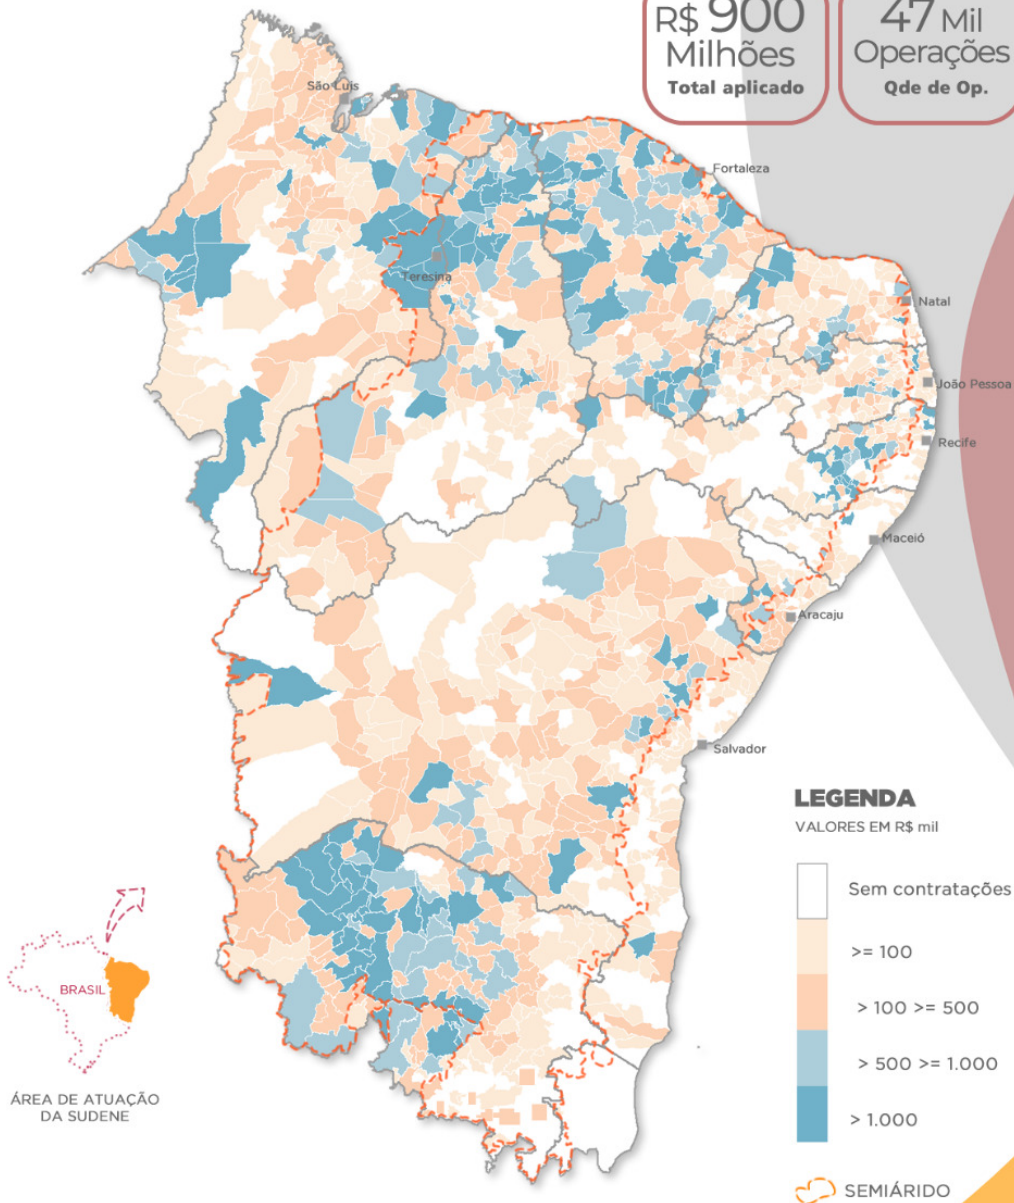 R$ 900
Milhões
Total aplicado
47 Mil
Operações
Qde de Op.
São Luis
Fortaleza
Teresina
Natal
João Pessoa
Recife
Maceió
Aracaju
Salvador
LEGENDA
VALORES EM R$ mil
Sem contratações
>= 100
> 100 >= 500
> 500 >= 1.000
> 1.000
SEMIÁRIDO
BRASIL
ÁREA DE ATUAÇÃO
DA SUDENE